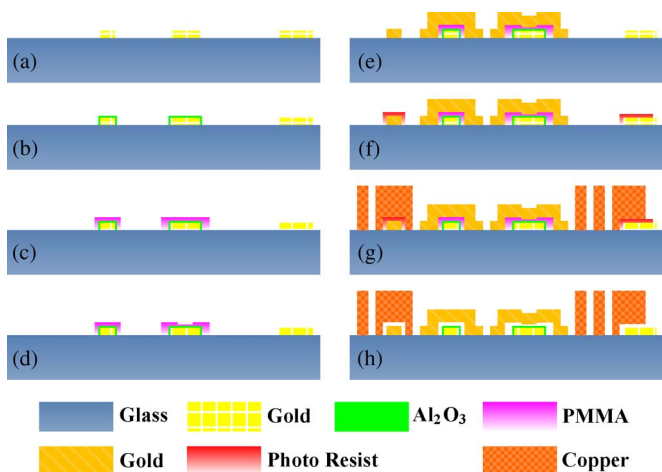 (a)
(b)
(c)
(d)
(e)
(f)
(g)
(h)
Glass Gold Al₂O₃ PMMA
Gold Photo Resist Copper